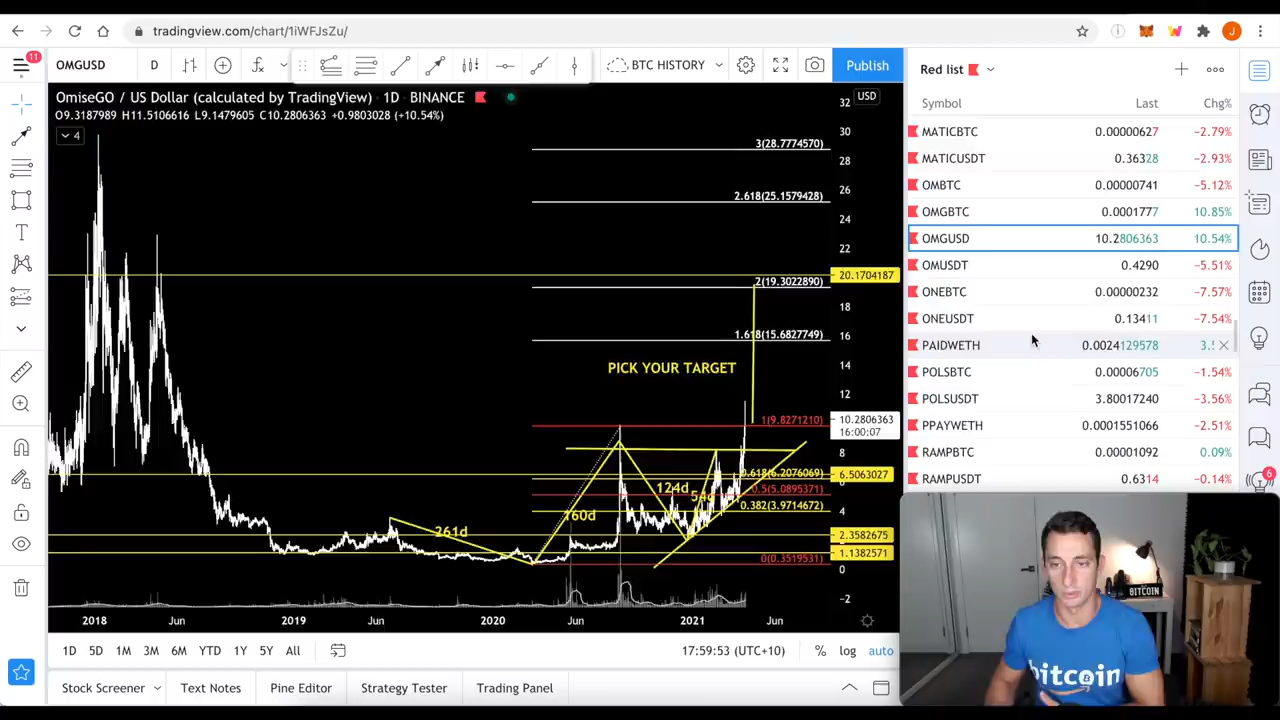 tradingview.com/chart/1iWFJsZu/
J
11
OMGUSD D BTC HISTORY Publish
Red list
OmiseGO / US Dollar (calculated by TradingView) · 1D · BINANCE
USD
O9.3187989 H11.5106616 L9.1479605 C10.2806363 +0.9803028 (+10.54%)
4
Symbol Last Chg%
MATICBTC 0.00000627 −2.79%
MATICUSDT 0.36328 −2.93%
OMBTC 0.00000741 −5.12%
OMGBTC 0.0001777 10.85%
OMGUSD 10.2806363 10.54%
OMUSDT 0.4290 −5.51%
ONEBTC 0.00000232 −7.57%
ONEUSDT 0.13411 −7.54%
PAIDWETH 0.0024129578 3.!
POLSBTC 0.00006705 −1.54%
POLSUSDT 3.80017240 −3.56%
PPAYWETH 0.0001551066 −2.51%
RAMPBTC 0.00001092 0.09%
RAMPUSDT 0.6314 −0.14%
6
32
30
3(28.7774570)
28
26
2.618(25.1579428)
24
22
20.1704187
2(19.3022890)
18
16
1.618(15.6827749)
14
PICK YOUR TARGET
12
1(9.8271210)
10.2806363
16:00:07
8
0.618(6.2076069)
6.5063027
0.5(5.0895371)
0.382(3.9714672)
4
124d
54d
160d
261d
2.3582675
1.1382571
0(0.3519531)
0
−2
2018 Jun 2019 Jun 2020 Jun 2021 Jun
1D 5D 1M 3M 6M YTD 1Y 5Y All
17:59:53 (UTC+10) % log auto
Stock Screener Text Notes Pine Editor Strategy Tester Trading Panel
BITCOIN
bitcoin